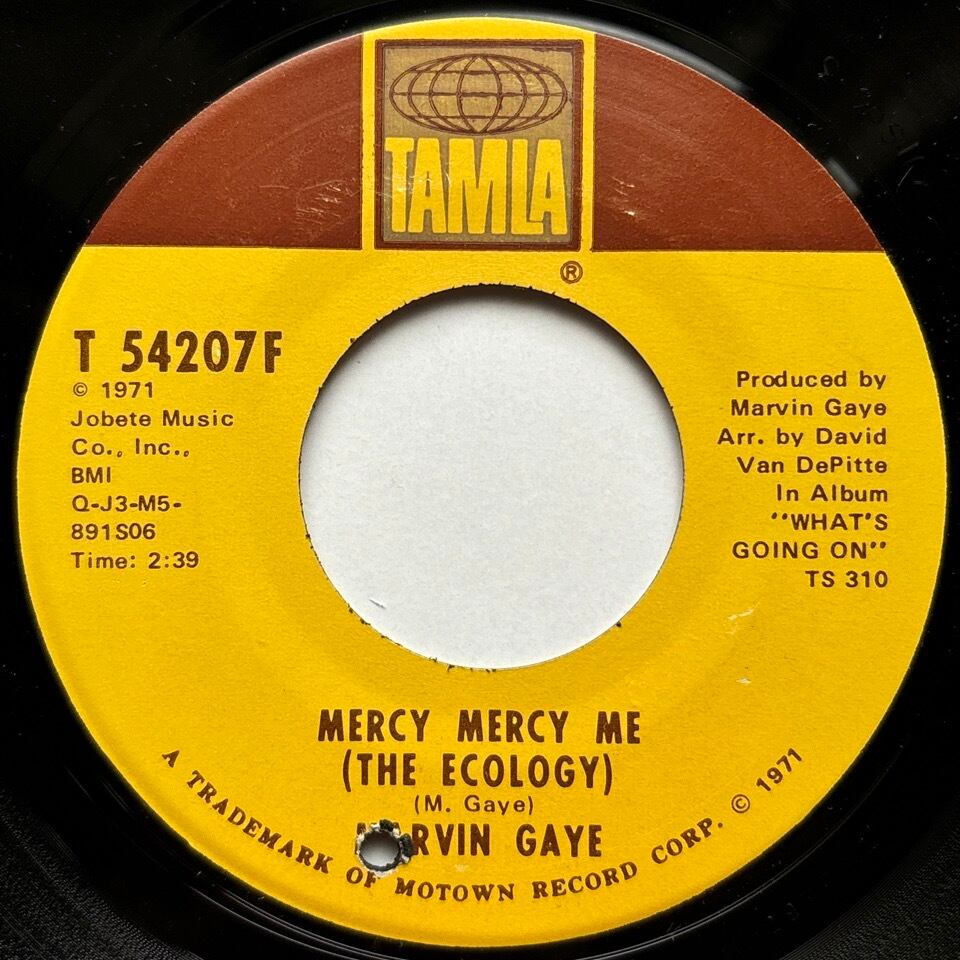 TAMLA
®
T 54207F
© 1971
Jobete Music
Co., Inc.,
BMI
Q-J3-M5-
891S06
Time: 2:39
Produced by
Marvin Gaye
Arr. by David
Van DePitte
In Album
"WHAT'S
GOING ON"
TS 310
MERCY MERCY ME
(THE ECOLOGY)
(M. Gaye)
RVIN GAYE
A TRADEMARK OF MOTOWN RECORD CORP. © 1971